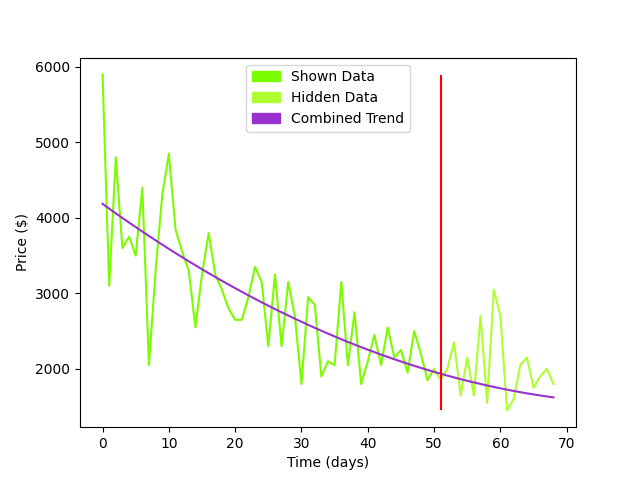 6000
5000
4000
3000
2000
Price ($)
Shown Data
Hidden Data
Combined Trend
0 10 20 30 40 50 60 70
Time (days)